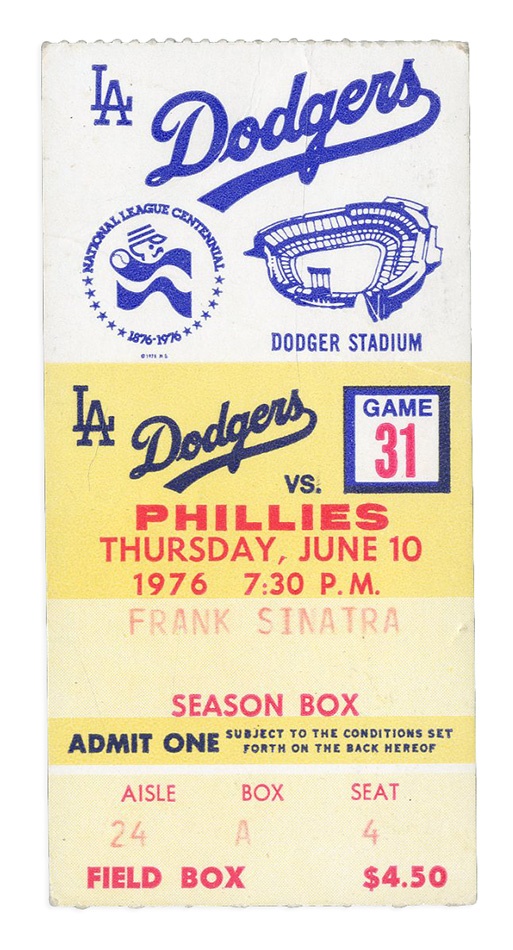 LA Dodgers
NATIONAL LEAGUE CENTENNIAL
1876-1976
DODGER STADIUM
LA Dodgers
GAME
31
VS.
PHILLIES
THURSDAY, JUNE 10
1976 7:30 P.M.
FRANK SINATRA
SEASON BOX
ADMIT ONE SUBJECT TO THE CONDITIONS SET
FORTH ON THE BACK HEREOF
AISLE BOX SEAT
24 A 4
FIELD BOX $4.50